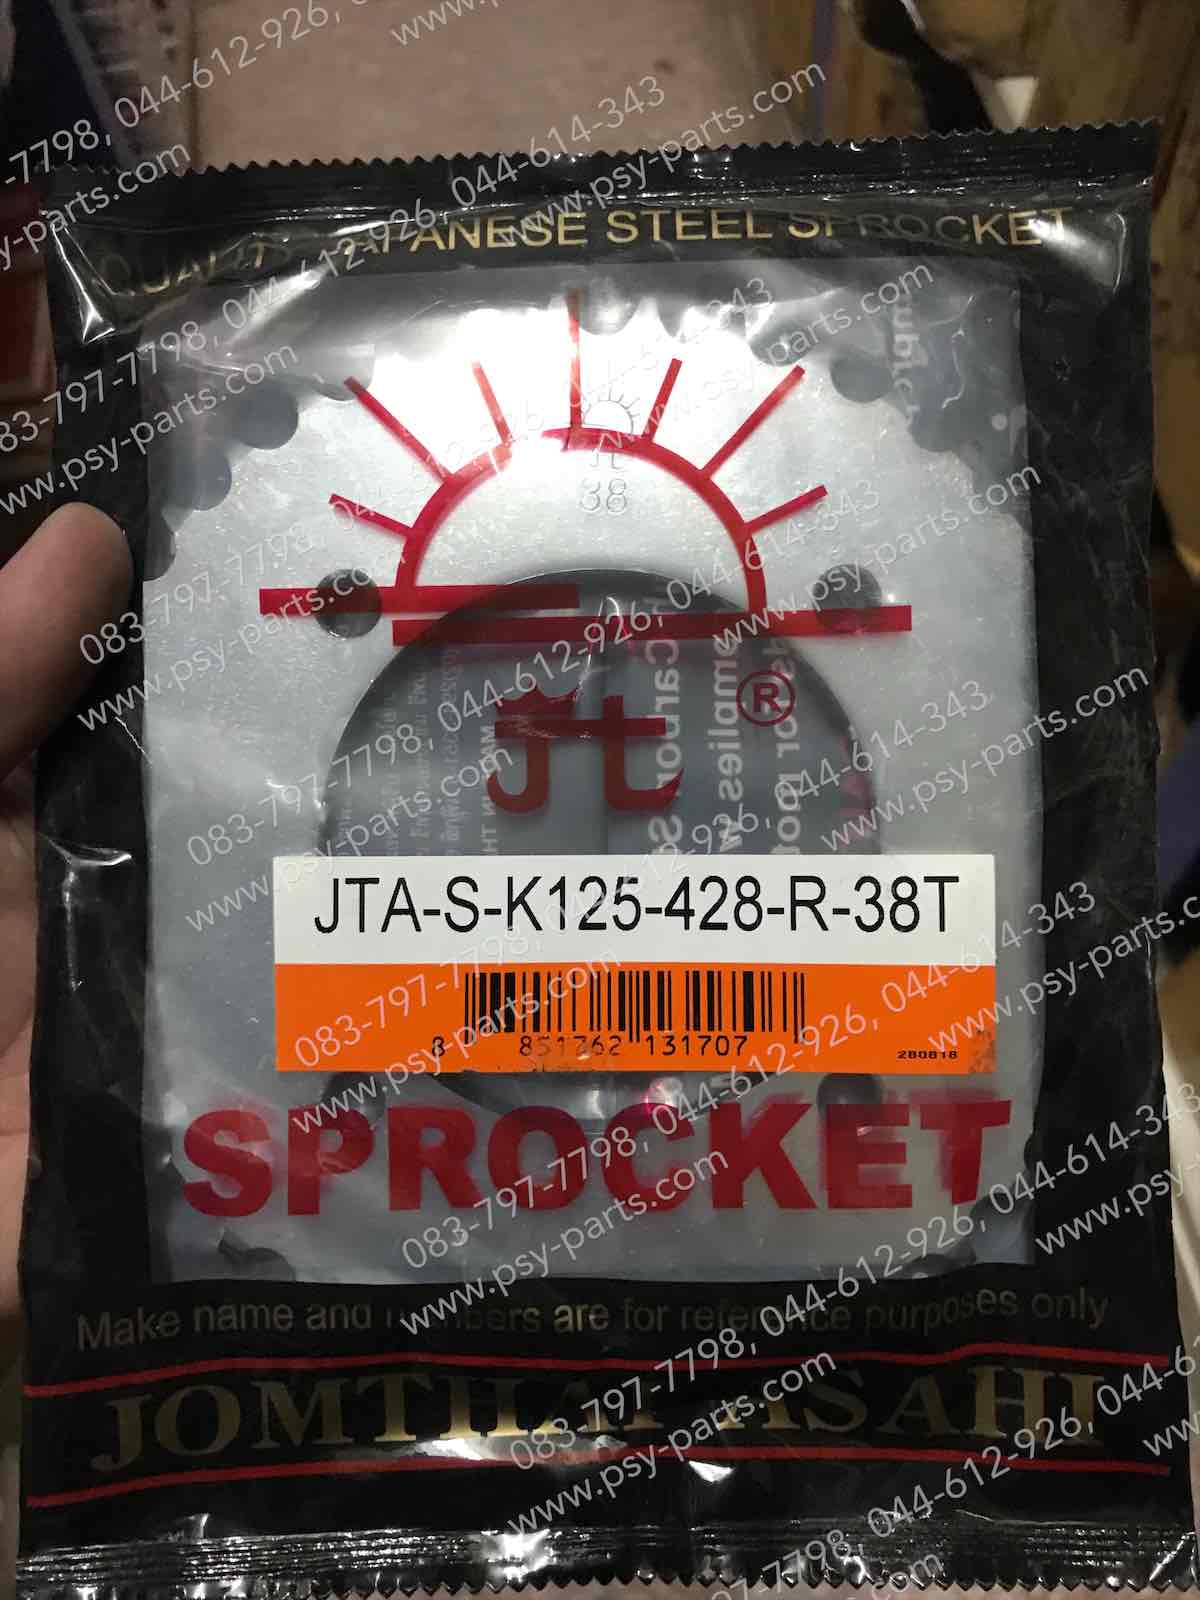 QUALITY JAPANESE STEEL SPROCKET
jt
38
jt ®
JTA-S-K125-428-R-38T
8 851762 131707
280818
SPROCKET
Make name and numbers are for reference purposes only
JOMTHAI ASAHI
083-797-7798, 044-612-926, 044-614-343
www.psy-parts.com